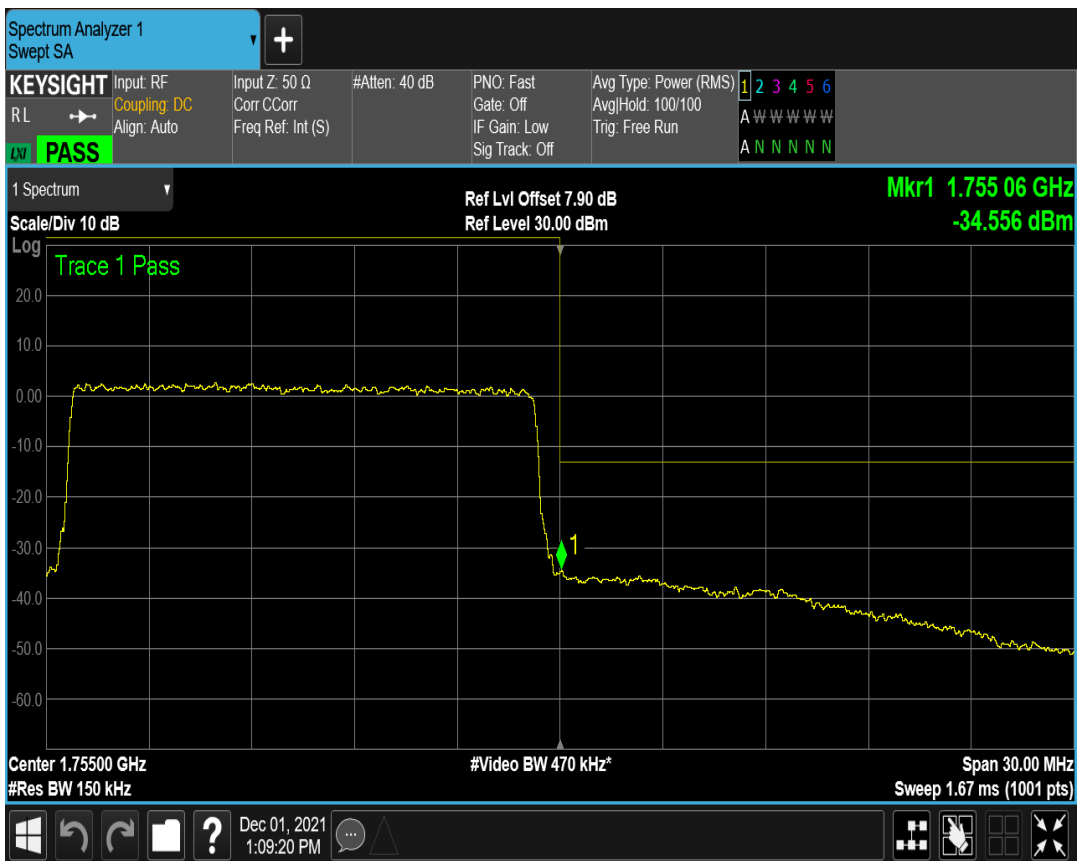 Spectrum Analyzer 1
Swept SA
+
KEYSIGHT
RL
LXI PASS
Input: RF
Coupling: DC
Align: Auto
Input Z: 50 Ω
Corr CCorr
Freq Ref: Int (S)
#Atten: 40 dB
PNO: Fast
Gate: Off
IF Gain: Low
Sig Track: Off
Avg Type: Power (RMS)
Avg|Hold: 100/100
Trig: Free Run
1 2 3 4 5 6
A W W W W W
A N N N N N
1 Spectrum
Scale/Div 10 dB
Ref Lvl Offset 7.90 dB
Ref Level 30.00 dBm
Mkr1 1.755 06 GHz
-34.556 dBm
Log
Trace 1 Pass
20.0
10.0
0.00
-10.0
-20.0
-30.0
-40.0
-50.0
-60.0
1
Center 1.75500 GHz
#Res BW 150 kHz
#Video BW 470 kHz*
Span 30.00 MHz
Sweep 1.67 ms (1001 pts)
?
Dec 01, 2021
1:09:20 PM